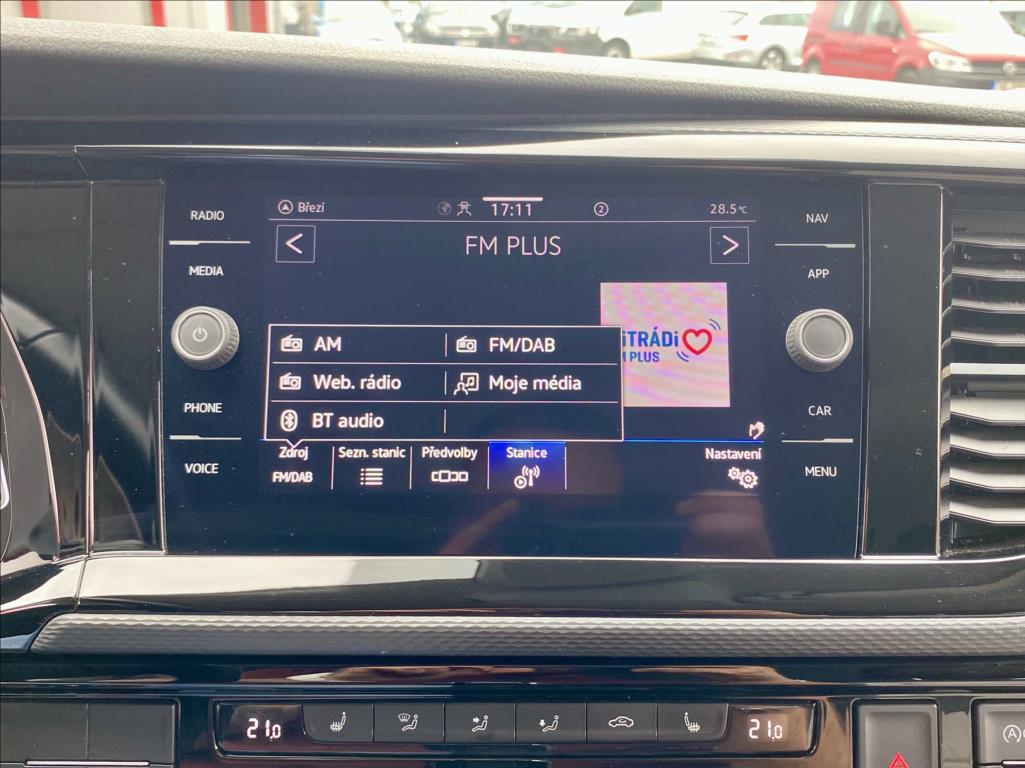 RADIO
MEDIA
PHONE
VOICE
Březí
17:11
2
28.5°C
FM PLUS
AM
FM/DAB
Web. rádio
Moje média
BT audio
Zdroj
FM/DAB
Sezn. stanic
Předvolby
Stanice
Nastavení
iTRÁDi
M PLUS
NAV
APP
CAR
MENU
21.0
21.0
A